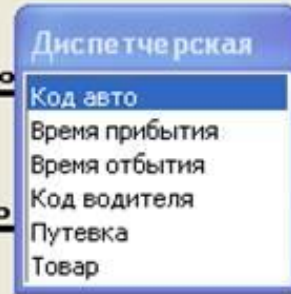 Диспетчерская
Код авто
Время прибытия
Время отбытия
Код водителя
Путевка
Товар